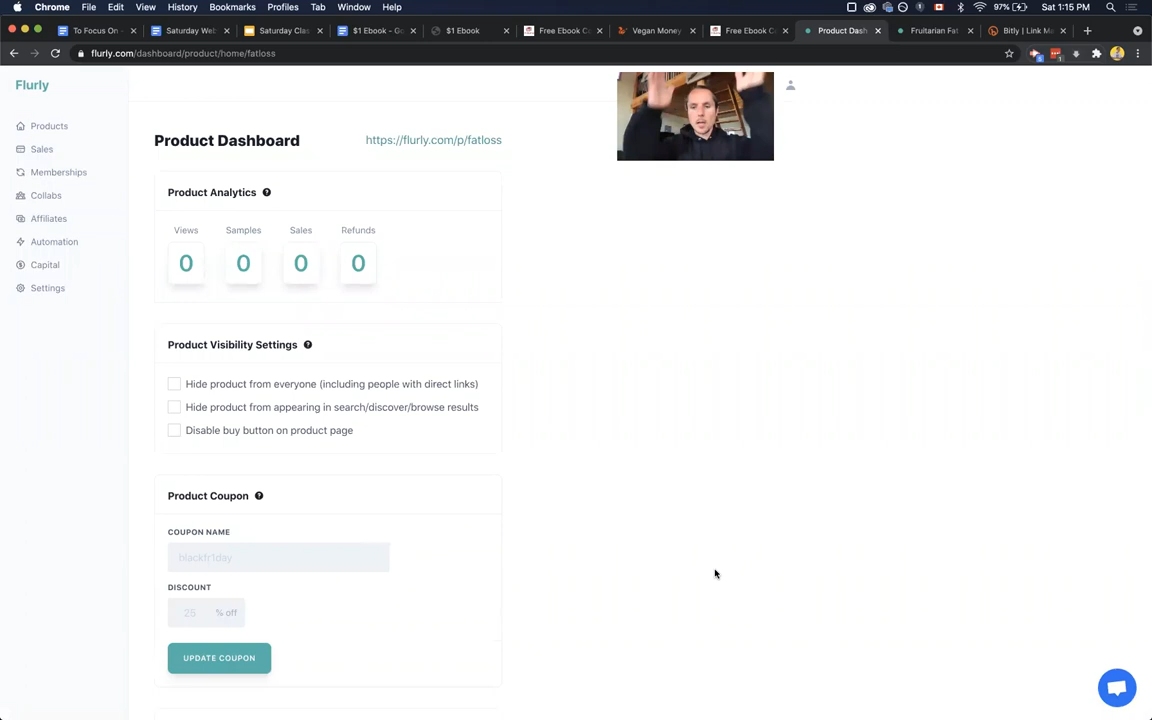 Chrome File Edit View History Bookmarks Profiles Tab Window Help 97% Sat 1:15 PM
To Focus On - Saturday Web Saturday Clas $1 Ebook - Go $1 Ebook Free Ebook C Vegan Money Free Ebook C Product Dash Fruitarian Fat Bitly | Link M
flurly.com/dashboard/product/home/fatloss
Flurly
Products
Sales
Memberships
Collabs
Affiliates
Automation
Capital
Settings
Product Dashboard https://flurly.com/p/fatloss
Product Analytics
Views Samples Sales Refunds
0 0 0 0
Product Visibility Settings
Hide product from everyone (including people with direct links)
Hide product from appearing in search/discover/browse results
Disable buy button on product page
Product Coupon
COUPON NAME
blackfr1day
DISCOUNT
25 % off
UPDATE COUPON